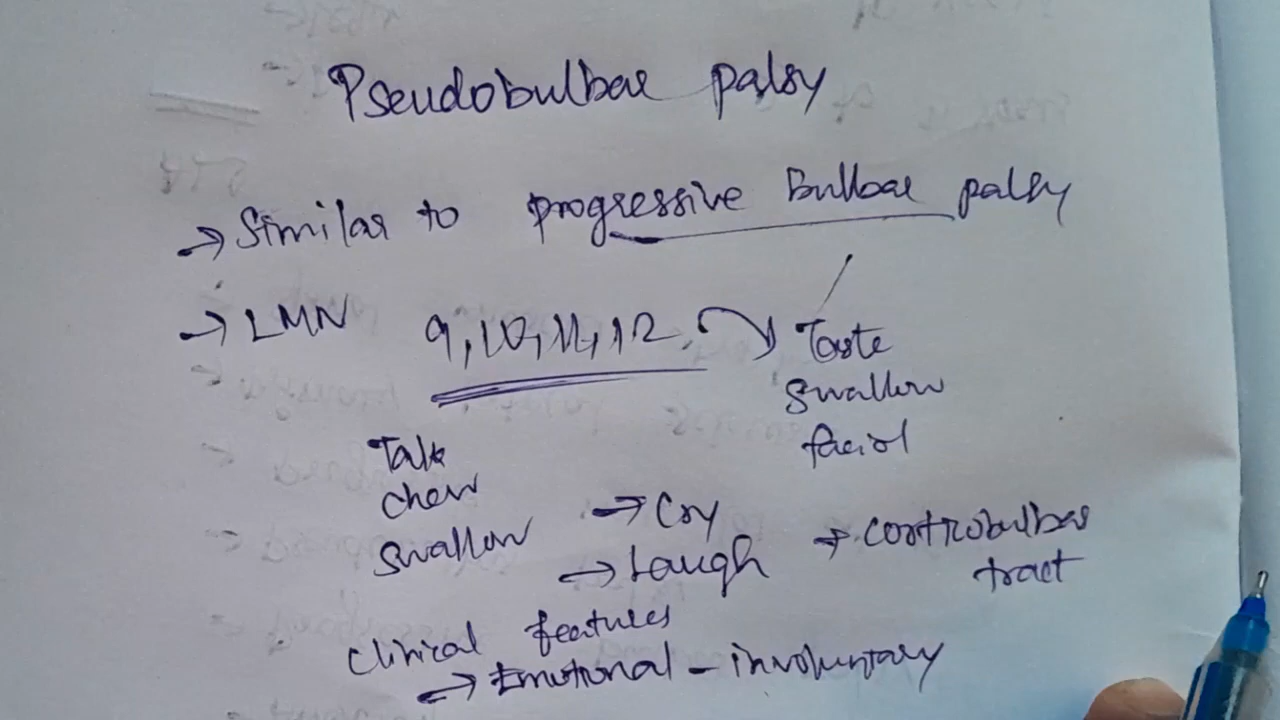 Pseudobulbar palsy
→ Similar to progressive Bulbar palsy
→ LMN 9, 10, 11, 12. Taste
swallow
facial
Talk
chew
swallow
→ Cry
→ Laugh
→ corticobulbar
tract
Clinical features
→ Emotional - involuntary